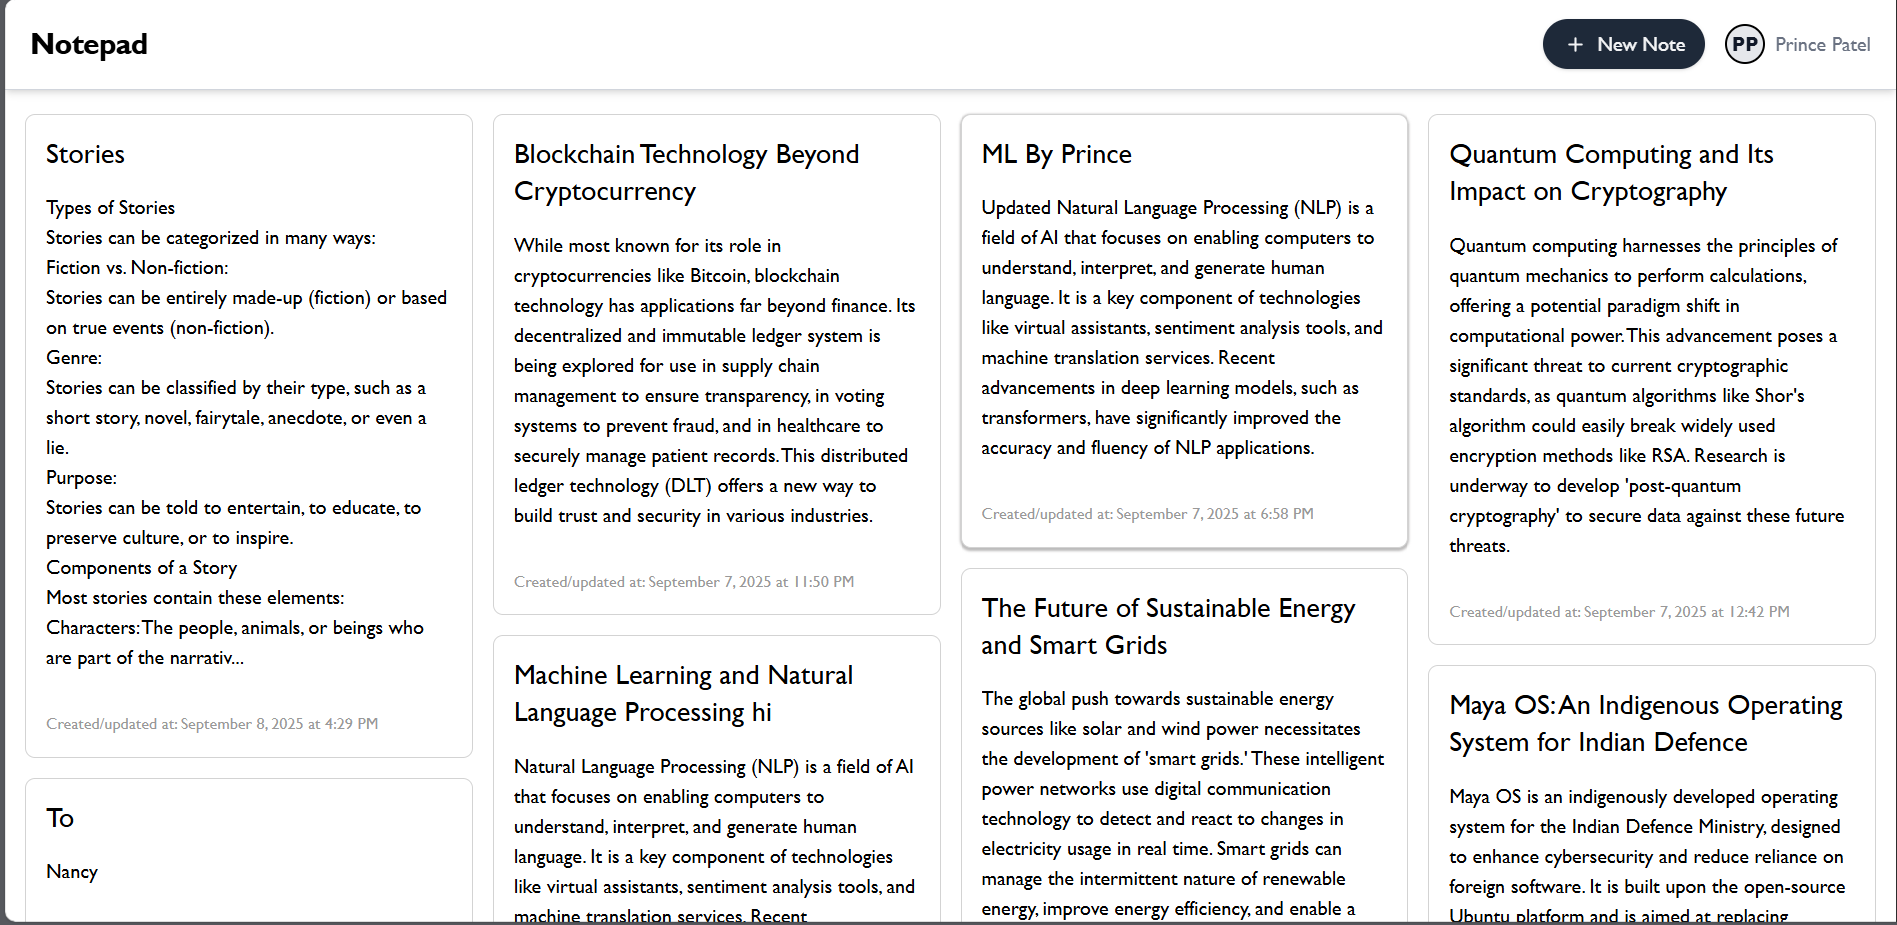 Notepad
+ New Note
PP
Prince Patel
Stories
Types of Stories
Stories can be categorized in many ways:
Fiction vs. Non-fiction:
Stories can be entirely made-up (fiction) or based
on true events (non-fiction).
Genre:
Stories can be classified by their type, such as a
short story, novel, fairytale, anecdote, or even a
lie.
Purpose:
Stories can be told to entertain, to educate, to
preserve culture, or to inspire.
Components of a Story
Most stories contain these elements:
Characters: The people, animals, or beings who
are part of the narrativ...
Created/updated at: September 8, 2025 at 4:29 PM
To
Nancy
Blockchain Technology Beyond
Cryptocurrency
While most known for its role in
cryptocurrencies like Bitcoin, blockchain
technology has applications far beyond finance. Its
decentralized and immutable ledger system is
being explored for use in supply chain
management to ensure transparency, in voting
systems to prevent fraud, and in healthcare to
securely manage patient records. This distributed
ledger technology (DLT) offers a new way to
build trust and security in various industries.
Created/updated at: September 7, 2025 at 11:50 PM
Machine Learning and Natural
Language Processing hi
Natural Language Processing (NLP) is a field of AI
that focuses on enabling computers to
understand, interpret, and generate human
language. It is a key component of technologies
like virtual assistants, sentiment analysis tools, and
machine translation services. Recent
ML By Prince
Updated Natural Language Processing (NLP) is a
field of AI that focuses on enabling computers to
understand, interpret, and generate human
language. It is a key component of technologies
like virtual assistants, sentiment analysis tools, and
machine translation services. Recent
advancements in deep learning models, such as
transformers, have significantly improved the
accuracy and fluency of NLP applications.
Created/updated at: September 7, 2025 at 6:58 PM
The Future of Sustainable Energy
and Smart Grids
The global push towards sustainable energy
sources like solar and wind power necessitates
the development of 'smart grids.' These intelligent
power networks use digital communication
technology to detect and react to changes in
electricity usage in real time. Smart grids can
manage the intermittent nature of renewable
energy, improve energy efficiency, and enable a
Quantum Computing and Its
Impact on Cryptography
Quantum computing harnesses the principles of
quantum mechanics to perform calculations,
offering a potential paradigm shift in
computational power. This advancement poses a
significant threat to current cryptographic
standards, as quantum algorithms like Shor's
algorithm could easily break widely used
encryption methods like RSA. Research is
underway to develop 'post-quantum
cryptography' to secure data against these future
threats.
Created/updated at: September 7, 2025 at 12:42 PM
Maya OS: An Indigenous Operating
System for Indian Defence
Maya OS is an indigenously developed operating
system for the Indian Defence Ministry, designed
to enhance cybersecurity and reduce reliance on
foreign software. It is built upon the open-source
Ubuntu platform and is aimed at replacing